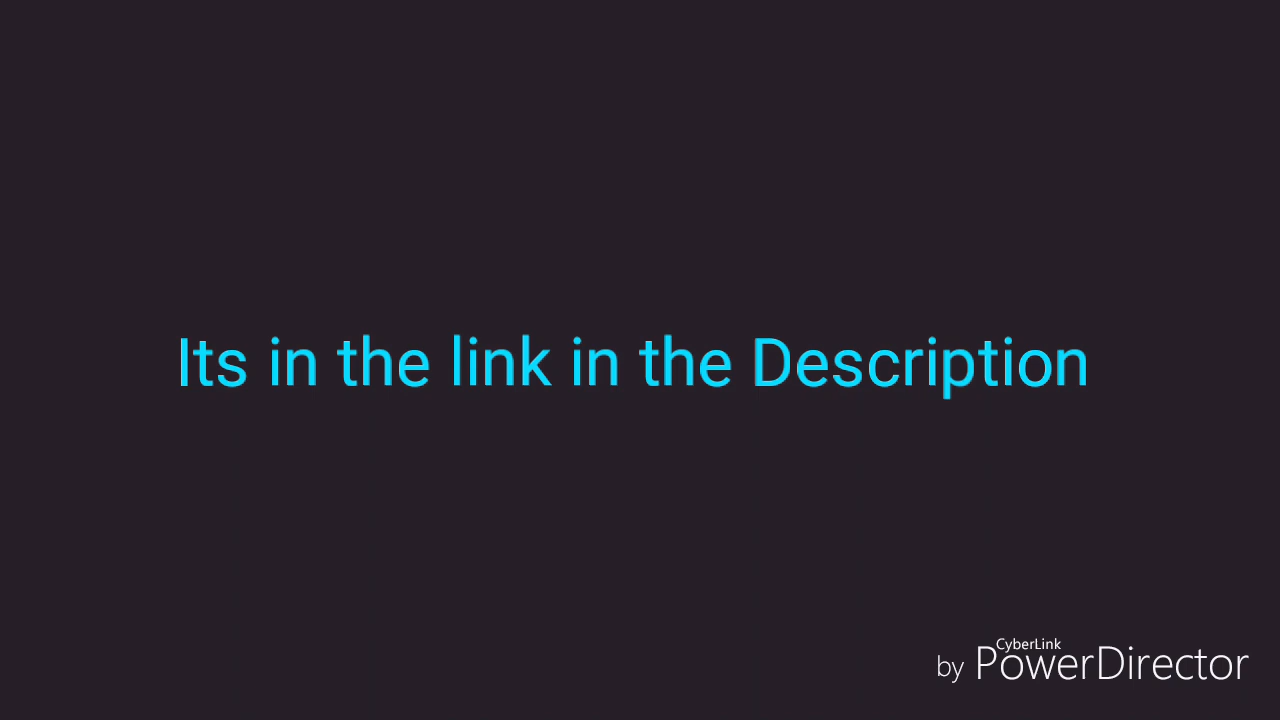 Its in the link in the Description
CyberLink
by PowerDirector